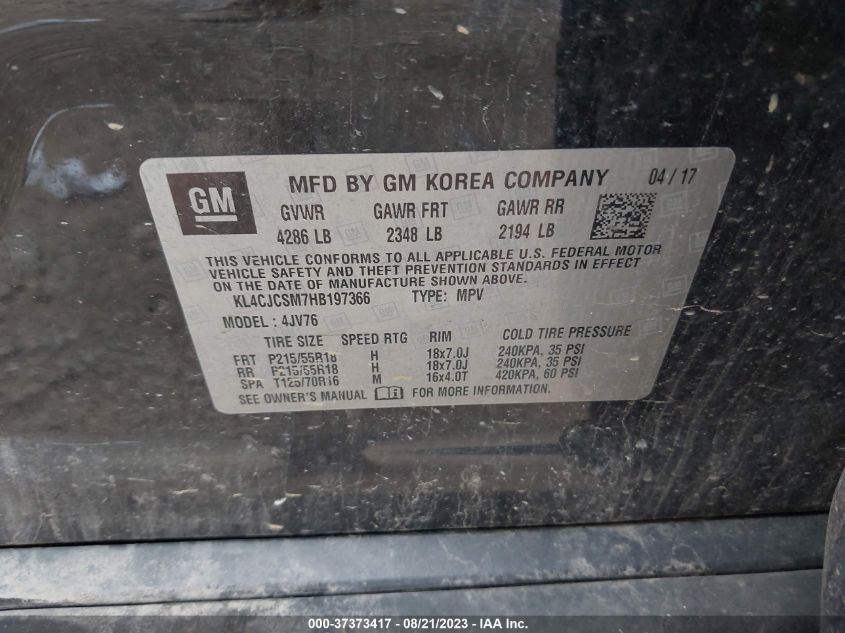 GM MFD BY GM KOREA COMPANY 04 / 17
GVWR GAWR FRT GAWR RR
4286 LB 2348 LB 2194 LB
THIS VEHICLE CONFORMS TO ALL APPLICABLE U.S. FEDERAL MOTOR
VEHICLE SAFETY AND THEFT PREVENTION STANDARDS IN EFFECT
ON THE DATE OF MANUFACTURE SHOWN ABOVE.
KL4CJCSM7HB197366 TYPE: MPV
MODEL : 4JV76
TIRE SIZE SPEED RTG RIM COLD TIRE PRESSURE
FRT P215/55R18 H 18x7.0J 240KPA, 35 PSI
RR P215/55R18 H 18x7.0J 240KPA, 35 PSI
SPA T125/70R16 M 16x4.0T 420KPA, 60 PSI
SEE OWNER'S MANUAL FOR MORE INFORMATION.
000-37373417 - 08/21/2023 - IAAI.com